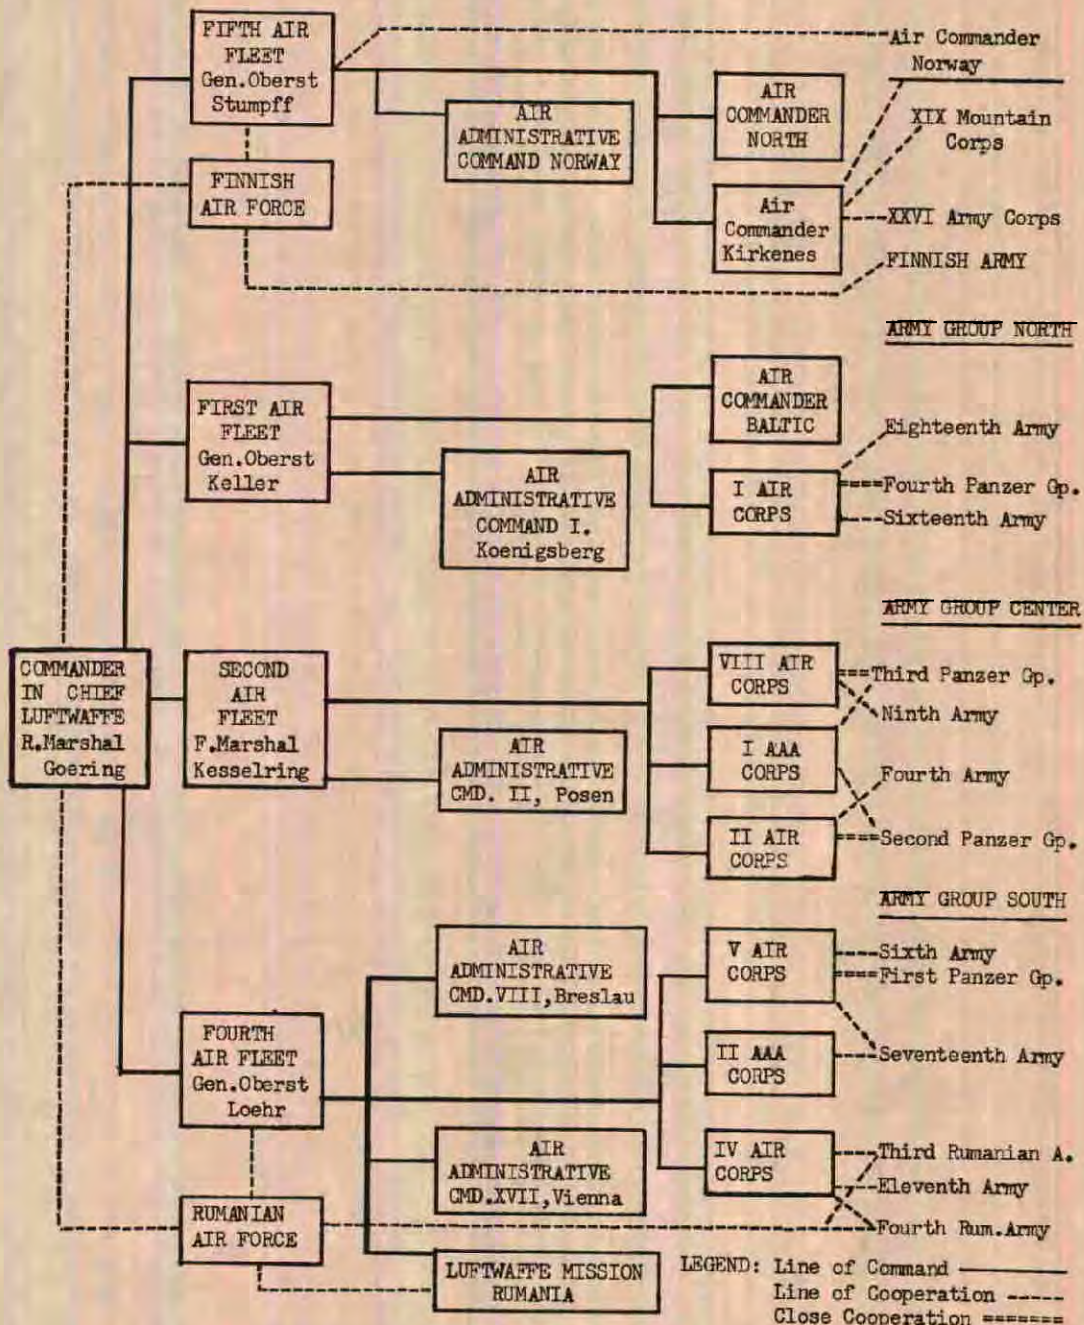 FIFTH AIR
FLEET
Gen.Oberst
Stumpff
AIR
ADMINISTRATIVE
COMMAND NORWAY
AIR
COMMANDER
NORTH
Air Commander
Norway
XIX Mountain
Corps
FINNISH
AIR FORCE
Air
Commander
Kirkenes
XXVI Army Corps
FINNISH ARMY
ARMY GROUP NORTH
FIRST AIR
FLEET
Gen.Oberst
Keller
AIR
COMMANDER
BALTIC
AIR
ADMINISTRATIVE
COMMAND I.
Koenigsberg
I AIR
CORPS
Eighteenth Army
Fourth Panzer Gp.
Sixteenth Army
ARMY GROUP CENTER
COMMANDER
IN CHIEF
LUFTWAFFE
R.Marshal
Goering
SECOND
AIR
FLEET
F.Marshal
Kesselring
AIR
ADMINISTRATIVE
CMD. II, Posen
VIII AIR
CORPS
Third Panzer Gp.
Ninth Army
I AAA
CORPS
Fourth Army
II AIR
CORPS
Second Panzer Gp.
ARMY GROUP SOUTH
AIR
ADMINISTRATIVE
CMD.VIII,Breslau
V AIR
CORPS
Sixth Army
First Panzer Gp.
FOURTH
AIR FLEET
Gen.Oberst
Loehr
II AAA
CORPS
Seventeenth Army
AIR
ADMINISTRATIVE
CMD.XVII,Vienna
IV AIR
CORPS
Third Rumanian A.
Eleventh Army
Fourth Rum.Army
RUMANIAN
AIR FORCE
LUFTWAFFE MISSION
RUMANIA
LEGEND: Line of Command
Line of Cooperation
Close Cooperation